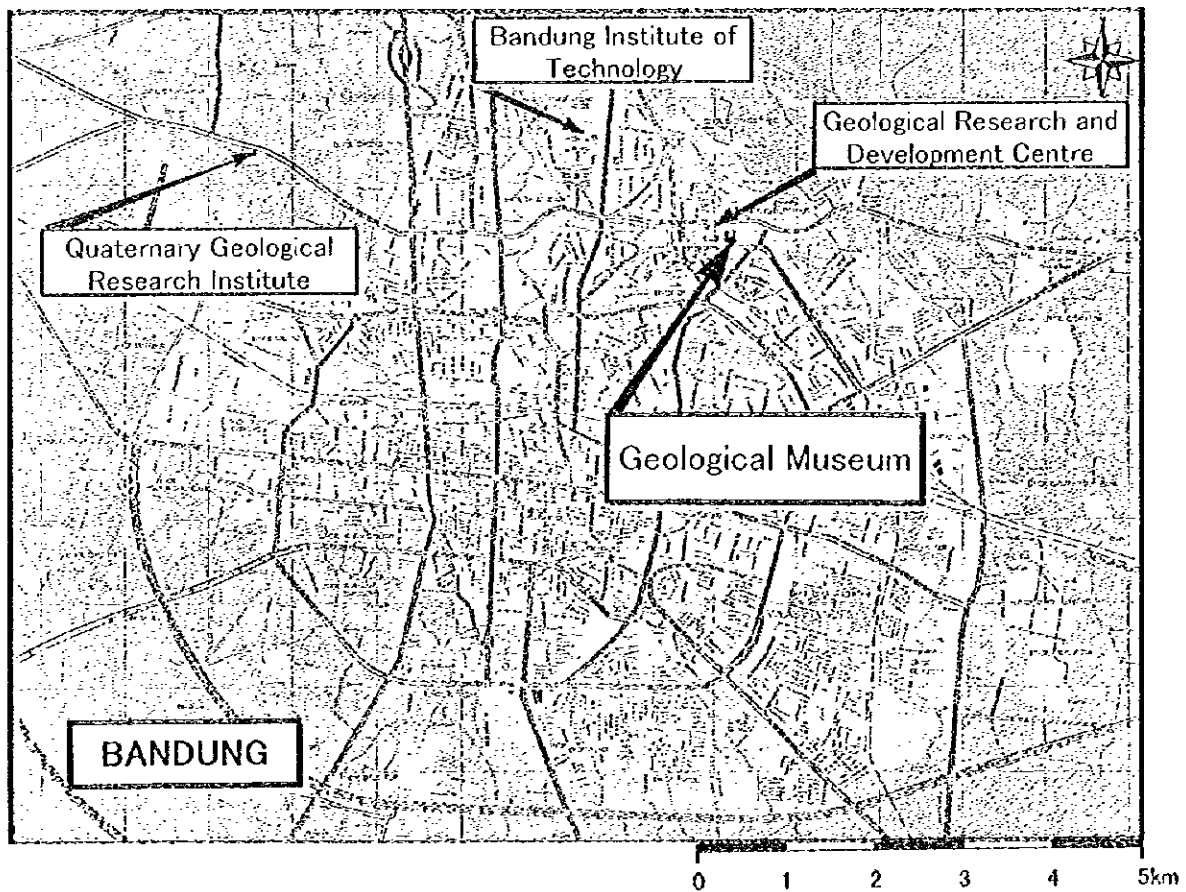 Bandung Institute of
Technology
Geological Research and
Development Centre
Quaternary Geological
Research Institute
Geological Museum
BANDUNG
0 1 2 3 4 5km